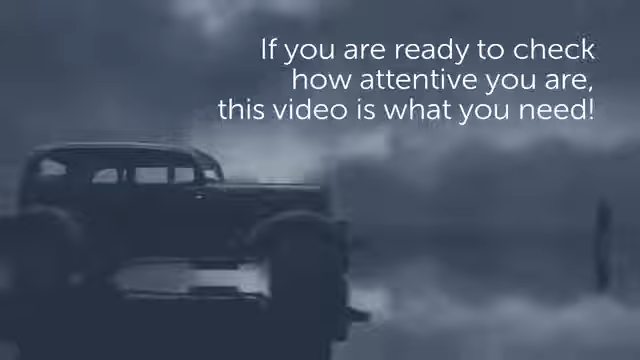 If you are ready to check
how attentive you are,
this video is what you need!